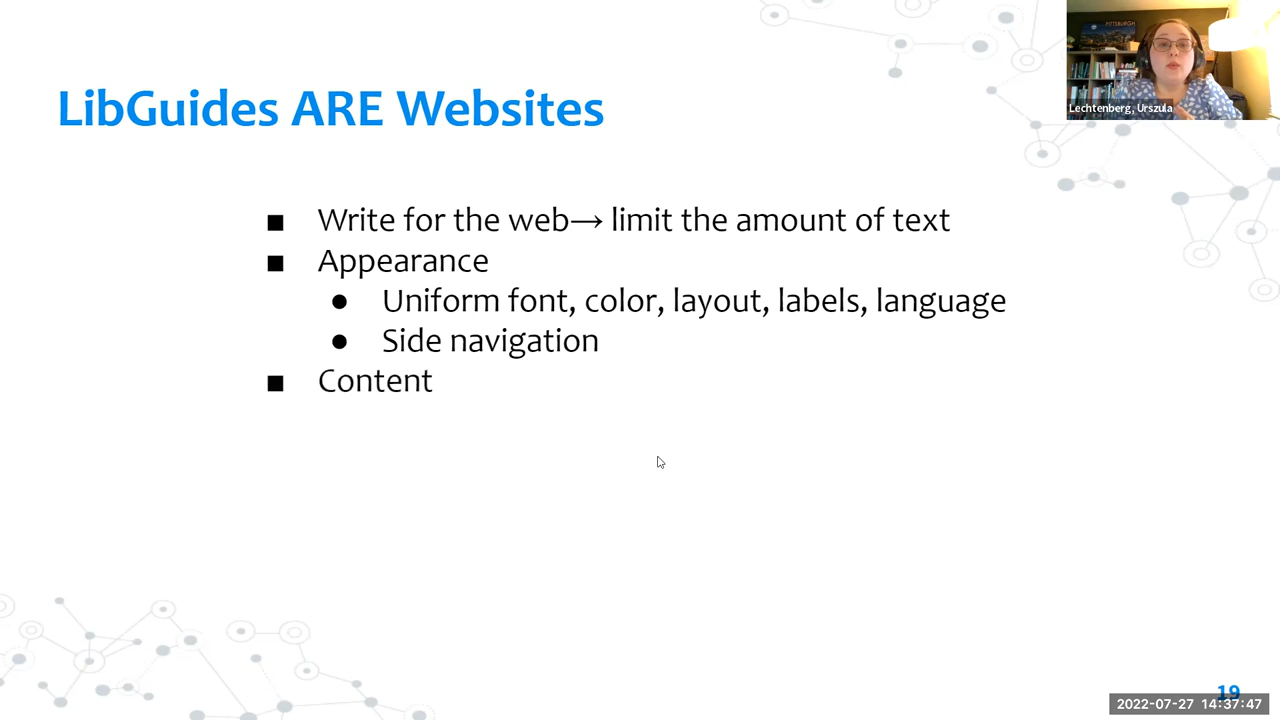 PITTSBURGH
Lechtenberg, Urszula
LibGuides ARE Websites
■ Write for the web→ limit the amount of text
■ Appearance
● Uniform font, color, layout, labels, language
● Side navigation
■ Content
19
2022-07-27 14:37:47